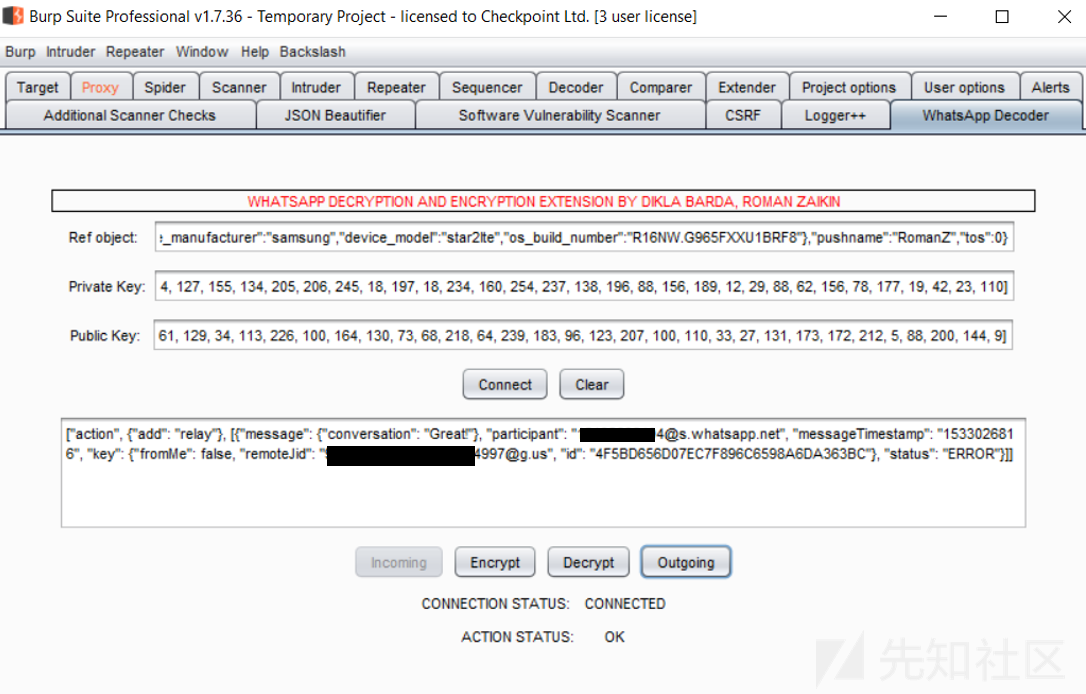 Burp Suite Professional v1.7.36 - Temporary Project - licensed to Checkpoint Ltd. [3 user license]
Burp Intruder Repeater Window Help Backslash
Target Proxy Spider Scanner Intruder Repeater Sequencer Decoder Comparer Extender Project options User options Alerts
Additional Scanner Checks JSON Beautifier Software Vulnerability Scanner CSRF Logger++ WhatsApp Decoder
WHATSAPP DECRYPTION AND ENCRYPTION EXTENSION BY DIKLA BARDA, ROMAN ZAIKIN
Ref object: _manufacturer":"samsung","device_model":"star2lte","os_build_number":"R16NW.G965FXXU1BRF8"},"pushname":"RomanZ","tos":0}
Private Key: 4, 127, 155, 134, 205, 206, 245, 18, 197, 18, 234, 160, 254, 237, 138, 196, 88, 156, 189, 12, 29, 88, 62, 156, 78, 177, 19, 42, 23, 110]
Public Key: 61, 129, 34, 113, 226, 100, 164, 130, 73, 68, 218, 64, 239, 183, 96, 123, 207, 100, 110, 33, 27, 131, 173, 172, 212, 5, 88, 200, 144, 9]
Connect Clear
["action", {"add": "relay"}, [{"message": {"conversation": "Great!"}, "participant": "4@s.whatsapp.net", "messageTimestamp": "153302681
6", "key": {"fromMe": false, "remoteJid": "4997@g.us", "id": "4F5BD656D07EC7F896C6598A6DA363BC"}, "status": "ERROR"}]]
Incoming Encrypt Decrypt Outgoing
CONNECTION STATUS: CONNECTED
ACTION STATUS: OK
先知社区